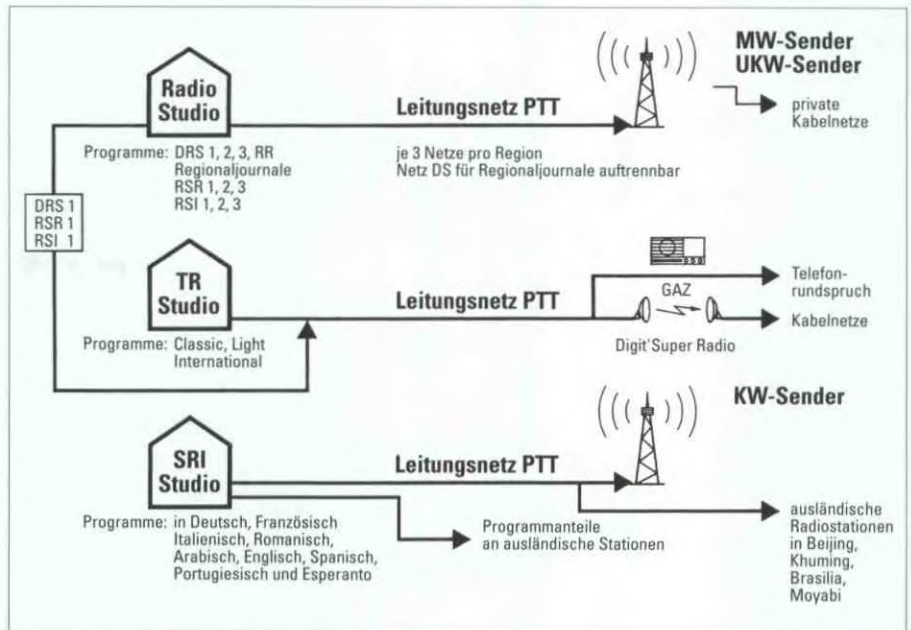 MW-Sender
UKW-Sender
Radio
Studio
Leitungsnetz PTT
private
Kabelnetze
Programme: DRS 1, 2, 3, RR
Regionaljournale
RSR 1, 2, 3
RSI 1, 2, 3
je 3 Netze pro Region
Netz DS für Regionaljournale auftrennbar
DRS 1
RSR 1
RSI 1
TR
Studio
Leitungsnetz PTT
GAZ
Telefon-
rundspruch
Kabelnetze
Programme: Classic, Light
International
Digit'Super Radio
KW-Sender
SRI
Studio
Leitungsnetz PTT
Programme: in Deutsch, Französisch
Italienisch, Romanisch,
Arabisch, Englisch, Spanisch,
Portugiesisch und Esperanto
Programmanteile
an ausländische Stationen
ausländische
Radiostationen
in Beijing,
Khuming,
Brasilia,
Moyabi